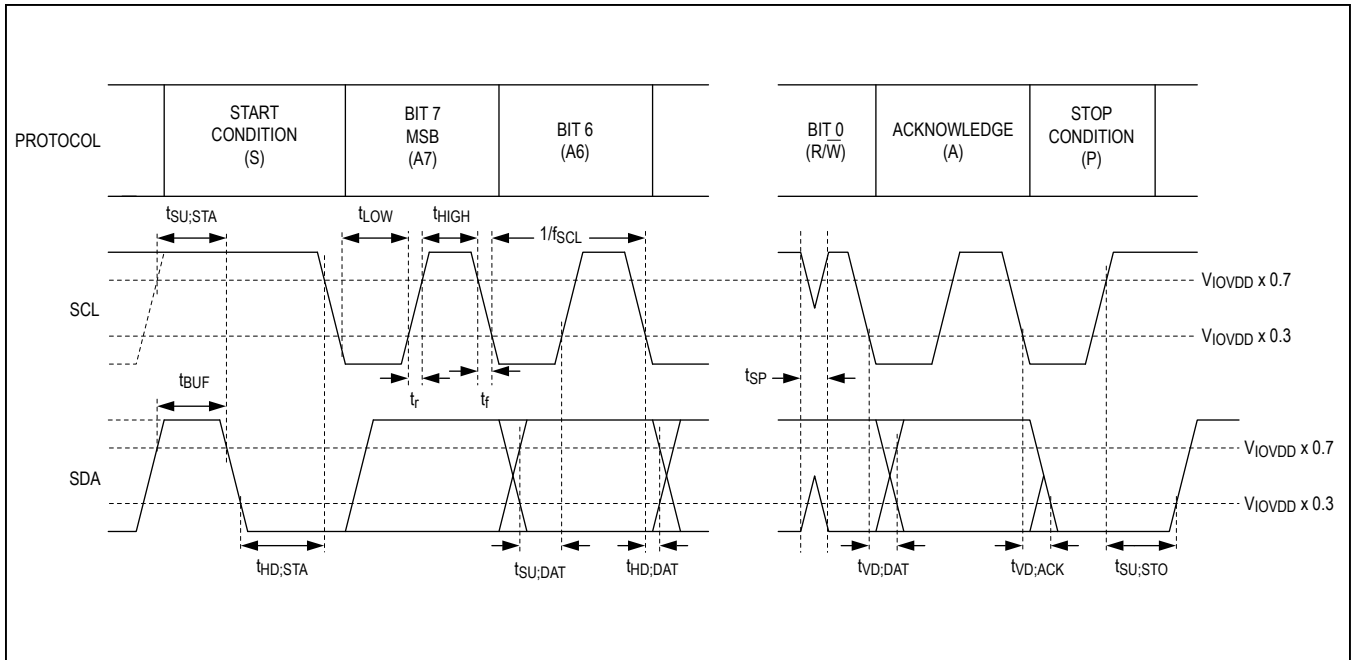 PROTOCOL
START
CONDITION
(S)
BIT 7
MSB
(A7)
BIT 6
(A6)
BIT 0
(R/W̅)
ACKNOWLEDGE
(A)
STOP
CONDITION
(P)
tSU;STA
tLOW
tHIGH
1/fSCL
SCL
VIOVDD x 0.7
VIOVDD x 0.3
tBUF
tr
tf
tSP
SDA
VIOVDD x 0.7
VIOVDD x 0.3
tHD;STA
tSU;DAT
tHD;DAT
tVD;DAT
tVD;ACK
tSU;STO